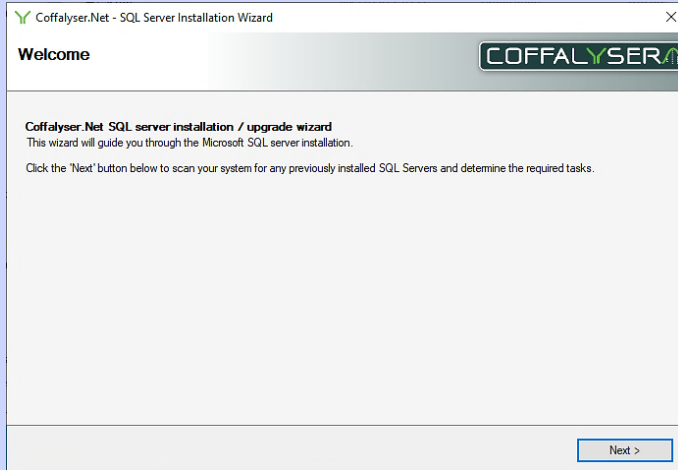 Coffalyser.Net - SQL Server Installation Wizard
Welcome
COFFALYSER
Coffalyser.Net SQL server installation / upgrade wizard
This wizard will guide you through the Microsoft SQL server installation.
Click the 'Next' button below to scan your system for any previously installed SQL Servers and determine the required tasks.
Next >